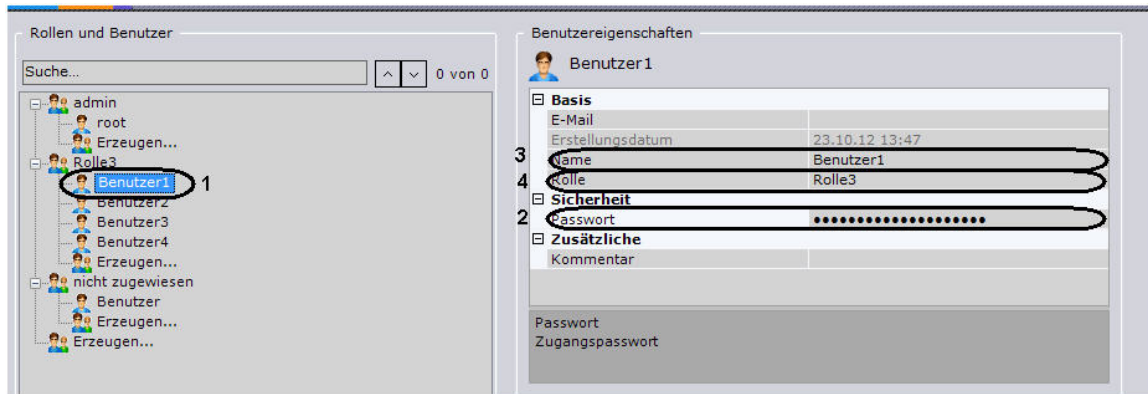 Rollen und Benutzer
Suche...
0 von 0
admin
root
Erzeugen...
Rolle3
Benutzer1
1
Benutzer2
Benutzer3
Benutzer4
Erzeugen...
nicht zugewiesen
Benutzer
Erzeugen...
Erzeugen...
Benutzereigenschaften
Benutzer1
Basis
E-Mail
Erstellungsdatum 23.10.12 13:47
3 Name Benutzer1
4 Rolle Rolle3
Sicherheit
2 Passwort ••••••••••••••••••••
Zusätzliche
Kommentar
Passwort
Zugangspasswort